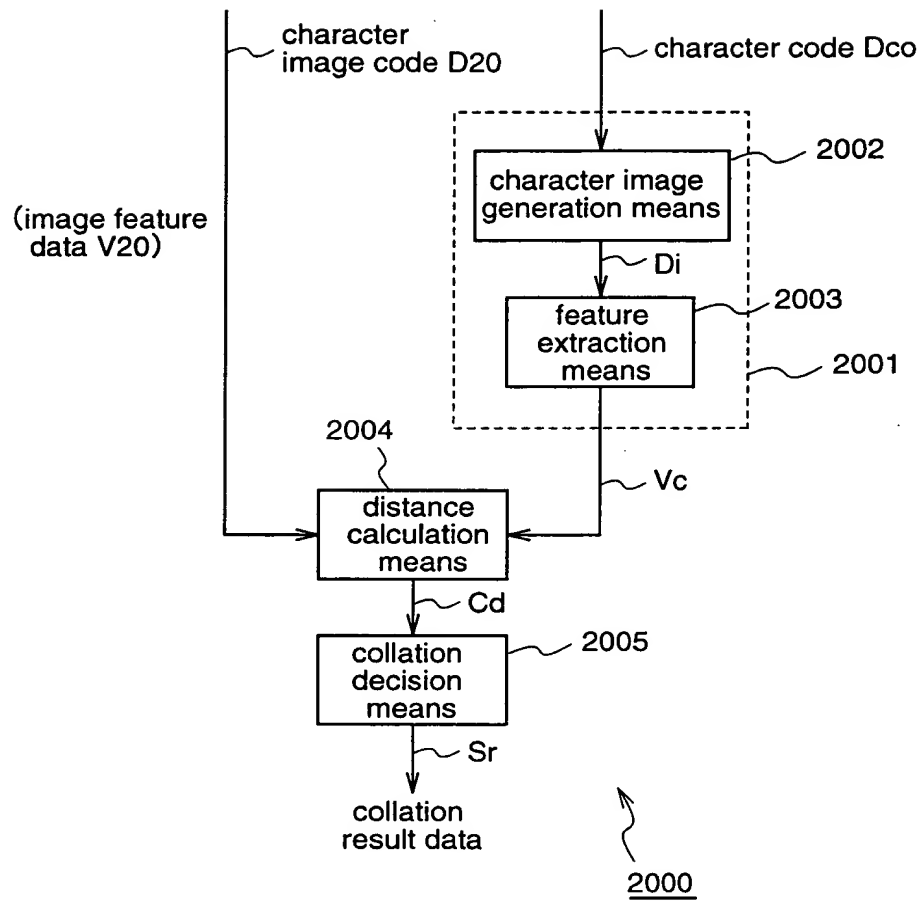 character
image code D20
character code Dco
2002
character image
generation means
(image feature
data V20)
Di
2003
feature
extraction
means
2001
2004
Vc
distance
calculation
means
Cd
2005
collation
decision
means
Sr
collation
result data
2000